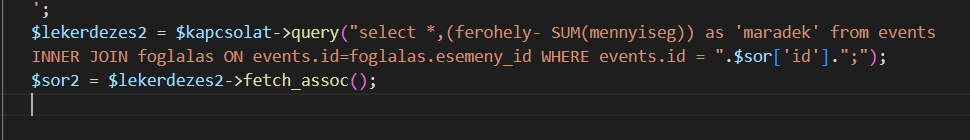 ';
$lekerdezes2 = $kapcsolat->query("select *,(ferohely- SUM(mennyiseg)) as 'maradek' from events
INNER JOIN foglalas ON events.id=foglalas.esemeny_id WHERE events.id = ".$sor['id'].";");
$sor2 = $lekerdezes2->fetch_assoc();